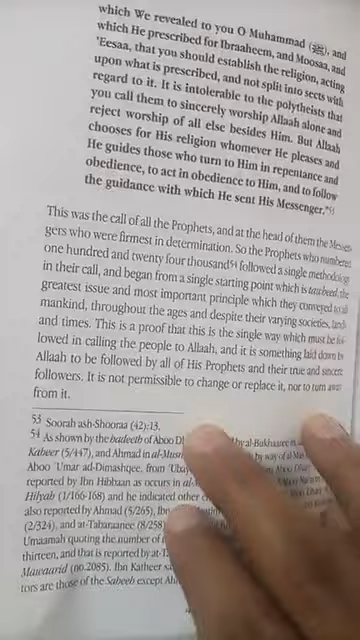 which We revealed to you O Muhammad (ﷺ), and
which He prescribed for Ibraaheem, and Moosaa, and
'Eesaa, that you should establish the religion, acting
upon what is prescribed, and not split into sects with
regard to it. It is intolerable to the polytheists that
you call them to sincerely worship Allaah alone and
reject worship of all else besides Him. But Allaah
chooses for His religion whomever He pleases and
He guides those who turn to Him in repentance and
obedience, to act in obedience to Him, and to follow
the guidance with which He sent His Messenger."53
This was the call of all the Prophets, and at the head of them the Messen-
gers who were firmest in determination. So the Prophets who numbered
one hundred and twenty four thousand54 followed a single methodology
in their call, and began from a single starting point which is tawheed, the
greatest issue and most important principle which they conveyed to all
mankind, throughout the ages and despite their varying societies, lands
and times. This is a proof that this is the single way which must be fol-
lowed in calling the people to Allaah, and it is something laid down by
Allaah to be followed by all of His Prophets and their true and sincere
followers. It is not permissible to change or replace it, nor to turn away
from it.
53 Soorah ash-Shooraa (42):13.
54 As shown by the hadeeth of Aboo by al-Bukhaaree in
Kabeer (5/447), and Ahmad in al-Musn by way of
Aboo 'Umar ad-Dimashqee, from 'Ubay Aboo
reported by Ibn Hibbaan as occurs in al-
Hilyah (1/166-168) and he indicated other
also reported by Ahmad (5/265), Ibn
(2/324), and at-Tabaraanee (8/258)
Umaamah quoting the number of
thirteen, and that is reported by at-T
Mawaarid (no.2085). Ibn Katheer
tors are those of the Saheeh except